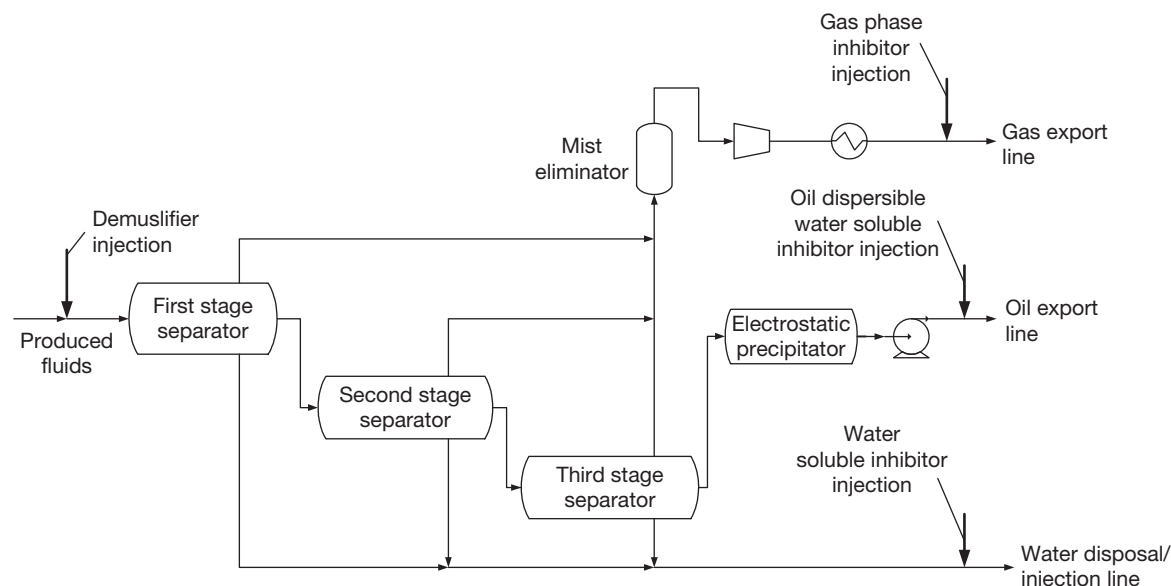 Gas phase
inhibitor
injection
Gas export
line
Mist
eliminator
Oil dispersible
water soluble
inhibitor injection
Demuslifier
injection
First stage
separator
Produced
fluids
Electrostatic
precipitator
Oil export
line
Second stage
separator
Third stage
separator
Water
soluble inhibitor
injection
Water disposal/
injection line